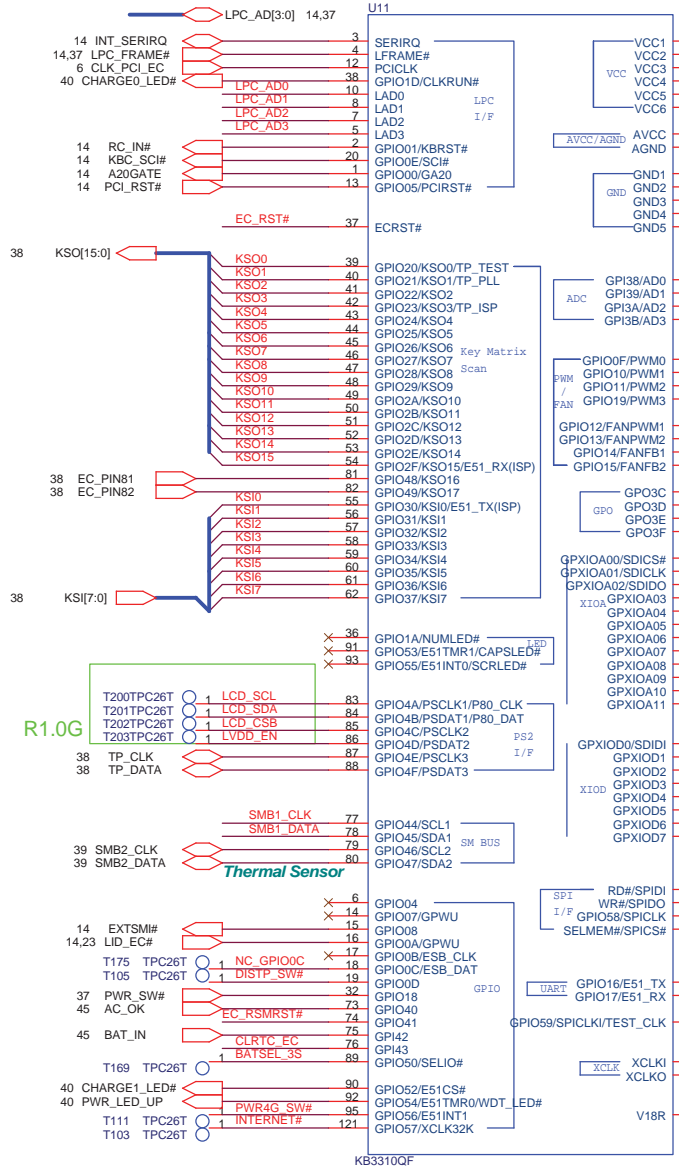 U11
LPC_AD[3:0] 14,37
14 INT_SERIRQ 3 SERIRQ
14,37 LPC_FRAME# 4 LFRAME#
6 CLK_PCI_EC 12 PCICLK
40 CHARGE0_LED# 38 GPIO1D/CLKRUN#
LPC_AD0 10 LAD0
LPC_AD1 8 LAD1
LPC_AD2 7 LAD2
LPC_AD3 5 LAD3
LPC
I/F
14 RC_IN# 2 GPIO01/KBRST#
14 KBC_SCI# 20 GPIO0E/SCI#
14 A20GATE 1 GPIO00/GA20
14 PCI_RST# 13 GPIO05/PCIRST#
EC_RST# 37 ECRST#
38 KSO[15:0]
KSO0 39 GPIO20/KSO0/TP_TEST
KSO1 40 GPIO21/KSO1/TP_PLL
KSO2 41 GPIO22/KSO2
KSO3 42 GPIO23/KSO3/TP_ISP
KSO4 43 GPIO24/KSO4
KSO5 44 GPIO25/KSO5
KSO6 45 GPIO26/KSO6
KSO7 46 GPIO27/KSO7
KSO8 47 GPIO28/KSO8
KSO9 48 GPIO29/KSO9
KSO10 49 GPIO2A/KSO10
KSO11 50 GPIO2B/KSO11
KSO12 51 GPIO2C/KSO12
KSO13 52 GPIO2D/KSO13
KSO14 53 GPIO2E/KSO14
KSO15 54 GPIO2F/KSO15/E51_RX(ISP)
Key Matrix
Scan
38 EC_PIN81 81 GPIO48/KSO16
38 EC_PIN82 82 GPIO49/KSO17
KSI0 55 GPIO30/KSI0/E51_TX(ISP)
KSI1 56 GPIO31/KSI1
KSI2 57 GPIO32/KSI2
KSI3 58 GPIO33/KSI3
KSI4 59 GPIO34/KSI4
KSI5 60 GPIO35/KSI5
KSI6 61 GPIO36/KSI6
KSI7 62 GPIO37/KSI7
38 KSI[7:0]
36 GPIO1A/NUMLED#
91 GPIO53/E51TMR1/CAPSLED#
93 GPIO55/E51INT0/SCRLED#
LED
R1.0G
T200TPC26T 1 LCD_SCL 83 GPIO4A/PSCLK1/P80_CLK
T201TPC26T 1 LCD_SDA 84 GPIO4B/PSDAT1/P80_DAT
T202TPC26T 1 LCD_CSB 85 GPIO4C/PSCLK2
T203TPC26T 1 LVDD_EN 86 GPIO4D/PSDAT2
38 TP_CLK 87 GPIO4E/PSCLK3
38 TP_DATA 88 GPIO4F/PSDAT3
PS2
I/F
SMB1_CLK 77 GPIO44/SCL1
SMB1_DATA 78 GPIO45/SDA1
39 SMB2_CLK 79 GPIO46/SCL2
39 SMB2_DATA 80 GPIO47/SDA2
SM BUS
Thermal Sensor
6 GPIO04
14 GPIO07/GPWU
14 EXTSMI# 15 GPIO08
14,23 LID_EC# 16 GPIO0A/GPWU
17 GPIO0B/ESB_CLK
T175 TPC26T 1 NC_GPIO0C 18 GPIO0C/ESB_DAT
T105 TPC26T 1 DISTP_SW# 19 GPIO0D
37 PWR_SW# 32 GPIO18
45 AC_OK 73 GPIO40
EC_RSMRST# 74 GPIO41
45 BAT_IN 75 GPI42
CLRTC_EC 76 GPI43
T169 TPC26T 1 BATSEL_3S 89 GPIO50/SELIO#
GPIO
40 CHARGE1_LED# 90 GPIO52/E51CS#
40 PWR_LED_UP 92 GPIO54/E51TMR0/WDT_LED#
T111 TPC26T 1 PWR4G_SW# 95 GPIO56/E51INT1
T103 TPC26T 1 INTERNET# 121 GPIO57/XCLK32K
VCC
VCC1
VCC2
VCC3
VCC4
VCC5
VCC6
AVCC/AGND
AVCC
AGND
GND
GND1
GND2
GND3
GND4
GND5
ADC
GPI38/AD0
GPI39/AD1
GPI3A/AD2
GPI3B/AD3
PWM
/
FAN
GPIO0F/PWM0
GPIO10/PWM1
GPIO11/PWM2
GPIO19/PWM3
GPIO12/FANPWM1
GPIO13/FANPWM2
GPIO14/FANFB1
GPIO15/FANFB2
GPO
GPO3C
GPO3D
GPO3E
GPO3F
XIOA
GPXIOA00/SDICS#
GPXIOA01/SDICLK
GPXIOA02/SDIDO
GPXIOA03
GPXIOA04
GPXIOA05
GPXIOA06
GPXIOA07
GPXIOA08
GPXIOA09
GPXIOA10
GPXIOA11
XIOD
GPXIOD0/SDIDI
GPXIOD1
GPXIOD2
GPXIOD3
GPXIOD4
GPXIOD5
GPXIOD6
GPXIOD7
SPI
I/F
RD#/SPIDI
WR#/SPIDO
GPIO58/SPICLK
SELMEM#/SPICS#
UART
GPIO16/E51_TX
GPIO17/E51_RX
GPIO59/SPICLKI/TEST_CLK
XCLK
XCLKI
XCLKO
V18R
KB3310QF